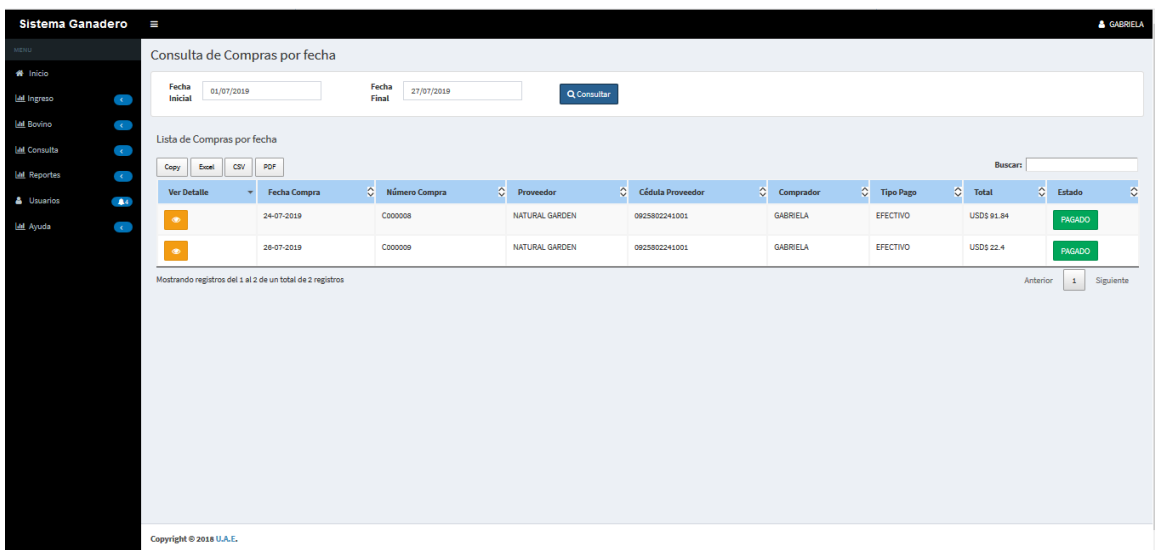 Sistema Ganadero
GABRIELA
MENU
Inicio
Ingreso
Bovino
Consulta
Reportes
Usuarios 4
Ayuda
Consulta de Compras por fecha
Fecha Inicial 01/07/2019 Fecha Final 27/07/2019 Consultar
Lista de Compras por fecha
Copy Excel CSV PDF Buscar:
Ver Detalle Fecha Compra Número Compra Proveedor Cédula Proveedor Comprador Tipo Pago Total Estado
24-07-2019 C000008 NATURAL GARDEN 0925802241001 GABRIELA EFECTIVO USD$ 91.84 PAGADO
26-07-2019 C000009 NATURAL GARDEN 0925802241001 GABRIELA EFECTIVO USD$ 22.4 PAGADO
Mostrando registros del 1 al 2 de un total de 2 registros Anterior 1 Siguiente
Copyright © 2018 U.A.E.